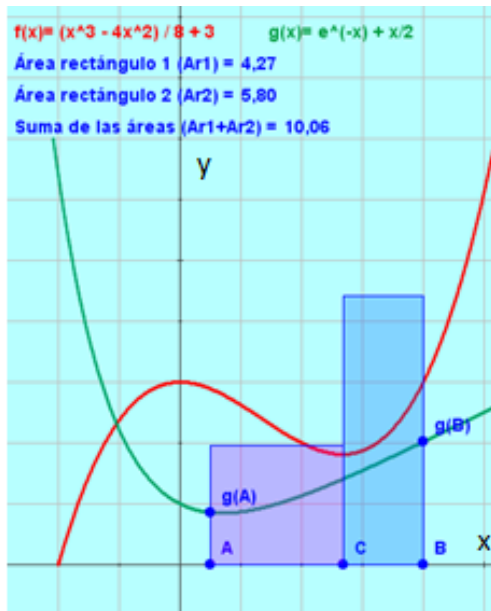 f(x)= (x^3 - 4x^2) / 8 + 3 g(x)= e^(-x) + x/2
Área rectángulo 1 (Ar1) = 4,27
Área rectángulo 2 (Ar2) = 5,80
Suma de las áreas (Ar1+Ar2) = 10,06
y
g(B)
g(A)
A C B x